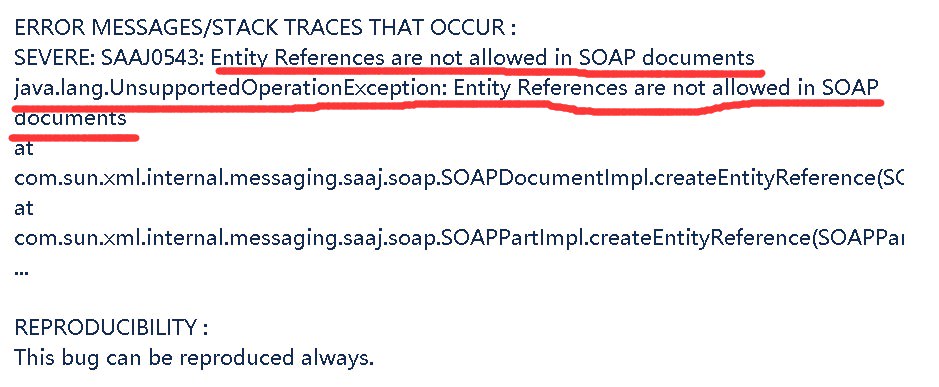 ERROR MESSAGES/STACK TRACES THAT OCCUR :
SEVERE: SAAJ0543: Entity References are not allowed in SOAP documents
java.lang.UnsupportedOperationException: Entity References are not allowed in SOAP
documents
at
com.sun.xml.internal.messaging.saaj.soap.SOAPDocumentImpl.createEntityReference(SO
at
com.sun.xml.internal.messaging.saaj.soap.SOAPPartImpl.createEntityReference(SOAPPar
...
REPRODUCIBILITY :
This bug can be reproduced always.